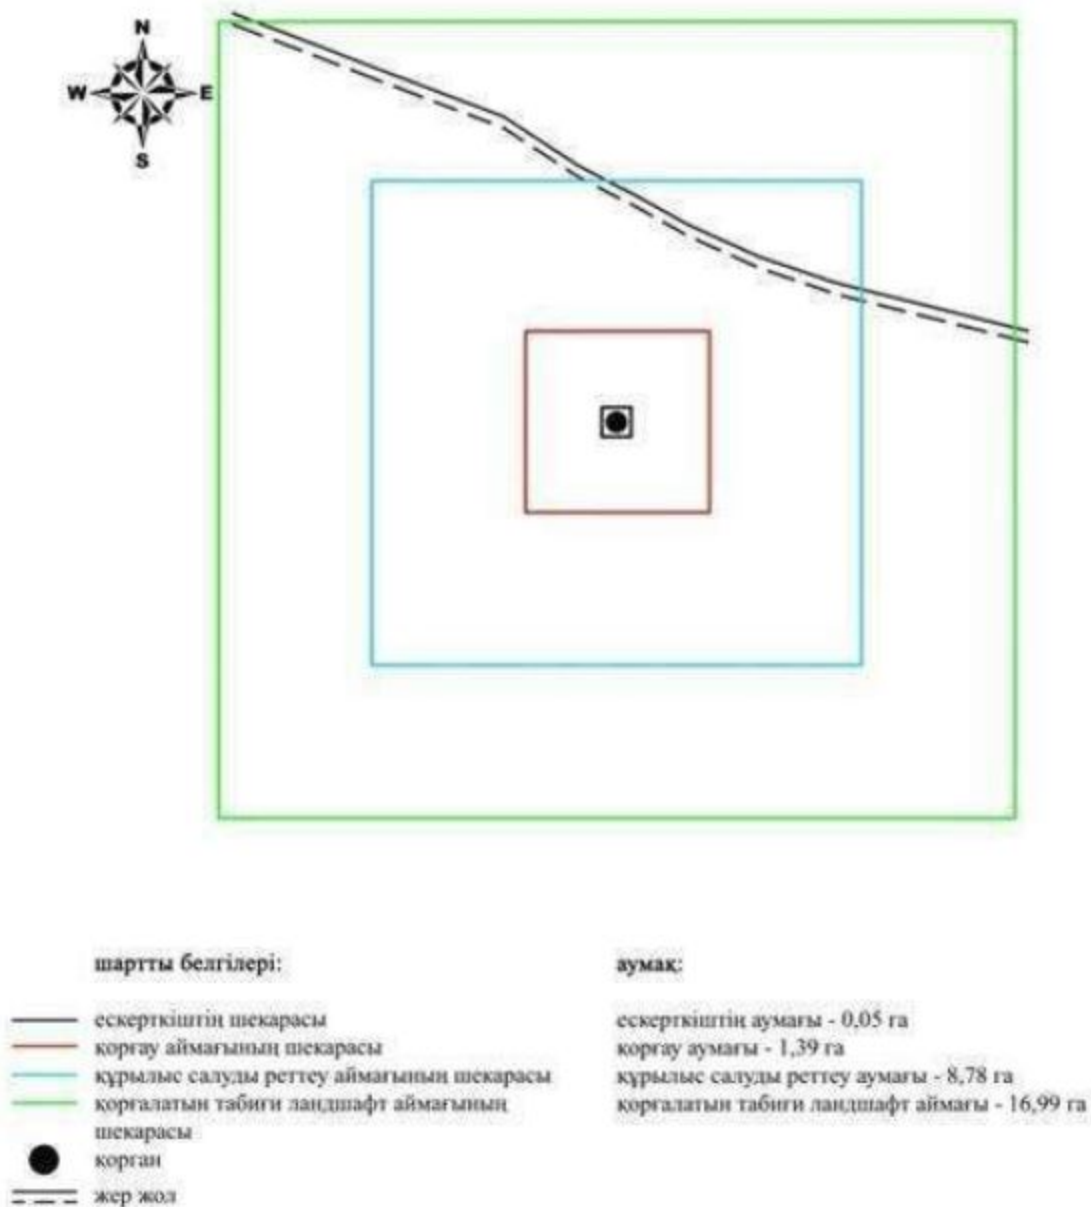 N
W E
S
шартты белгілері:
ескерткіштің шекарасы
қорғау аймағының шекарасы
құрылыс салуды реттеу аймағының шекарасы
қорғалатын табиғи ландшафт аймағының
шекарасы
қорған
жер жол
аумақ:
ескерткіштің аумағы - 0,05 га
қорғау аумағы - 1,39 га
құрылыс салуды реттеу аумағы - 8,78 га
қорғалатын табиғи ландшафт аймағы - 16,99 га